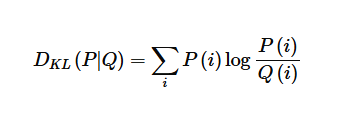 D_{KL}(P|Q) = \sum_{i} P(i) \log \frac{P(i)}{Q(i)}